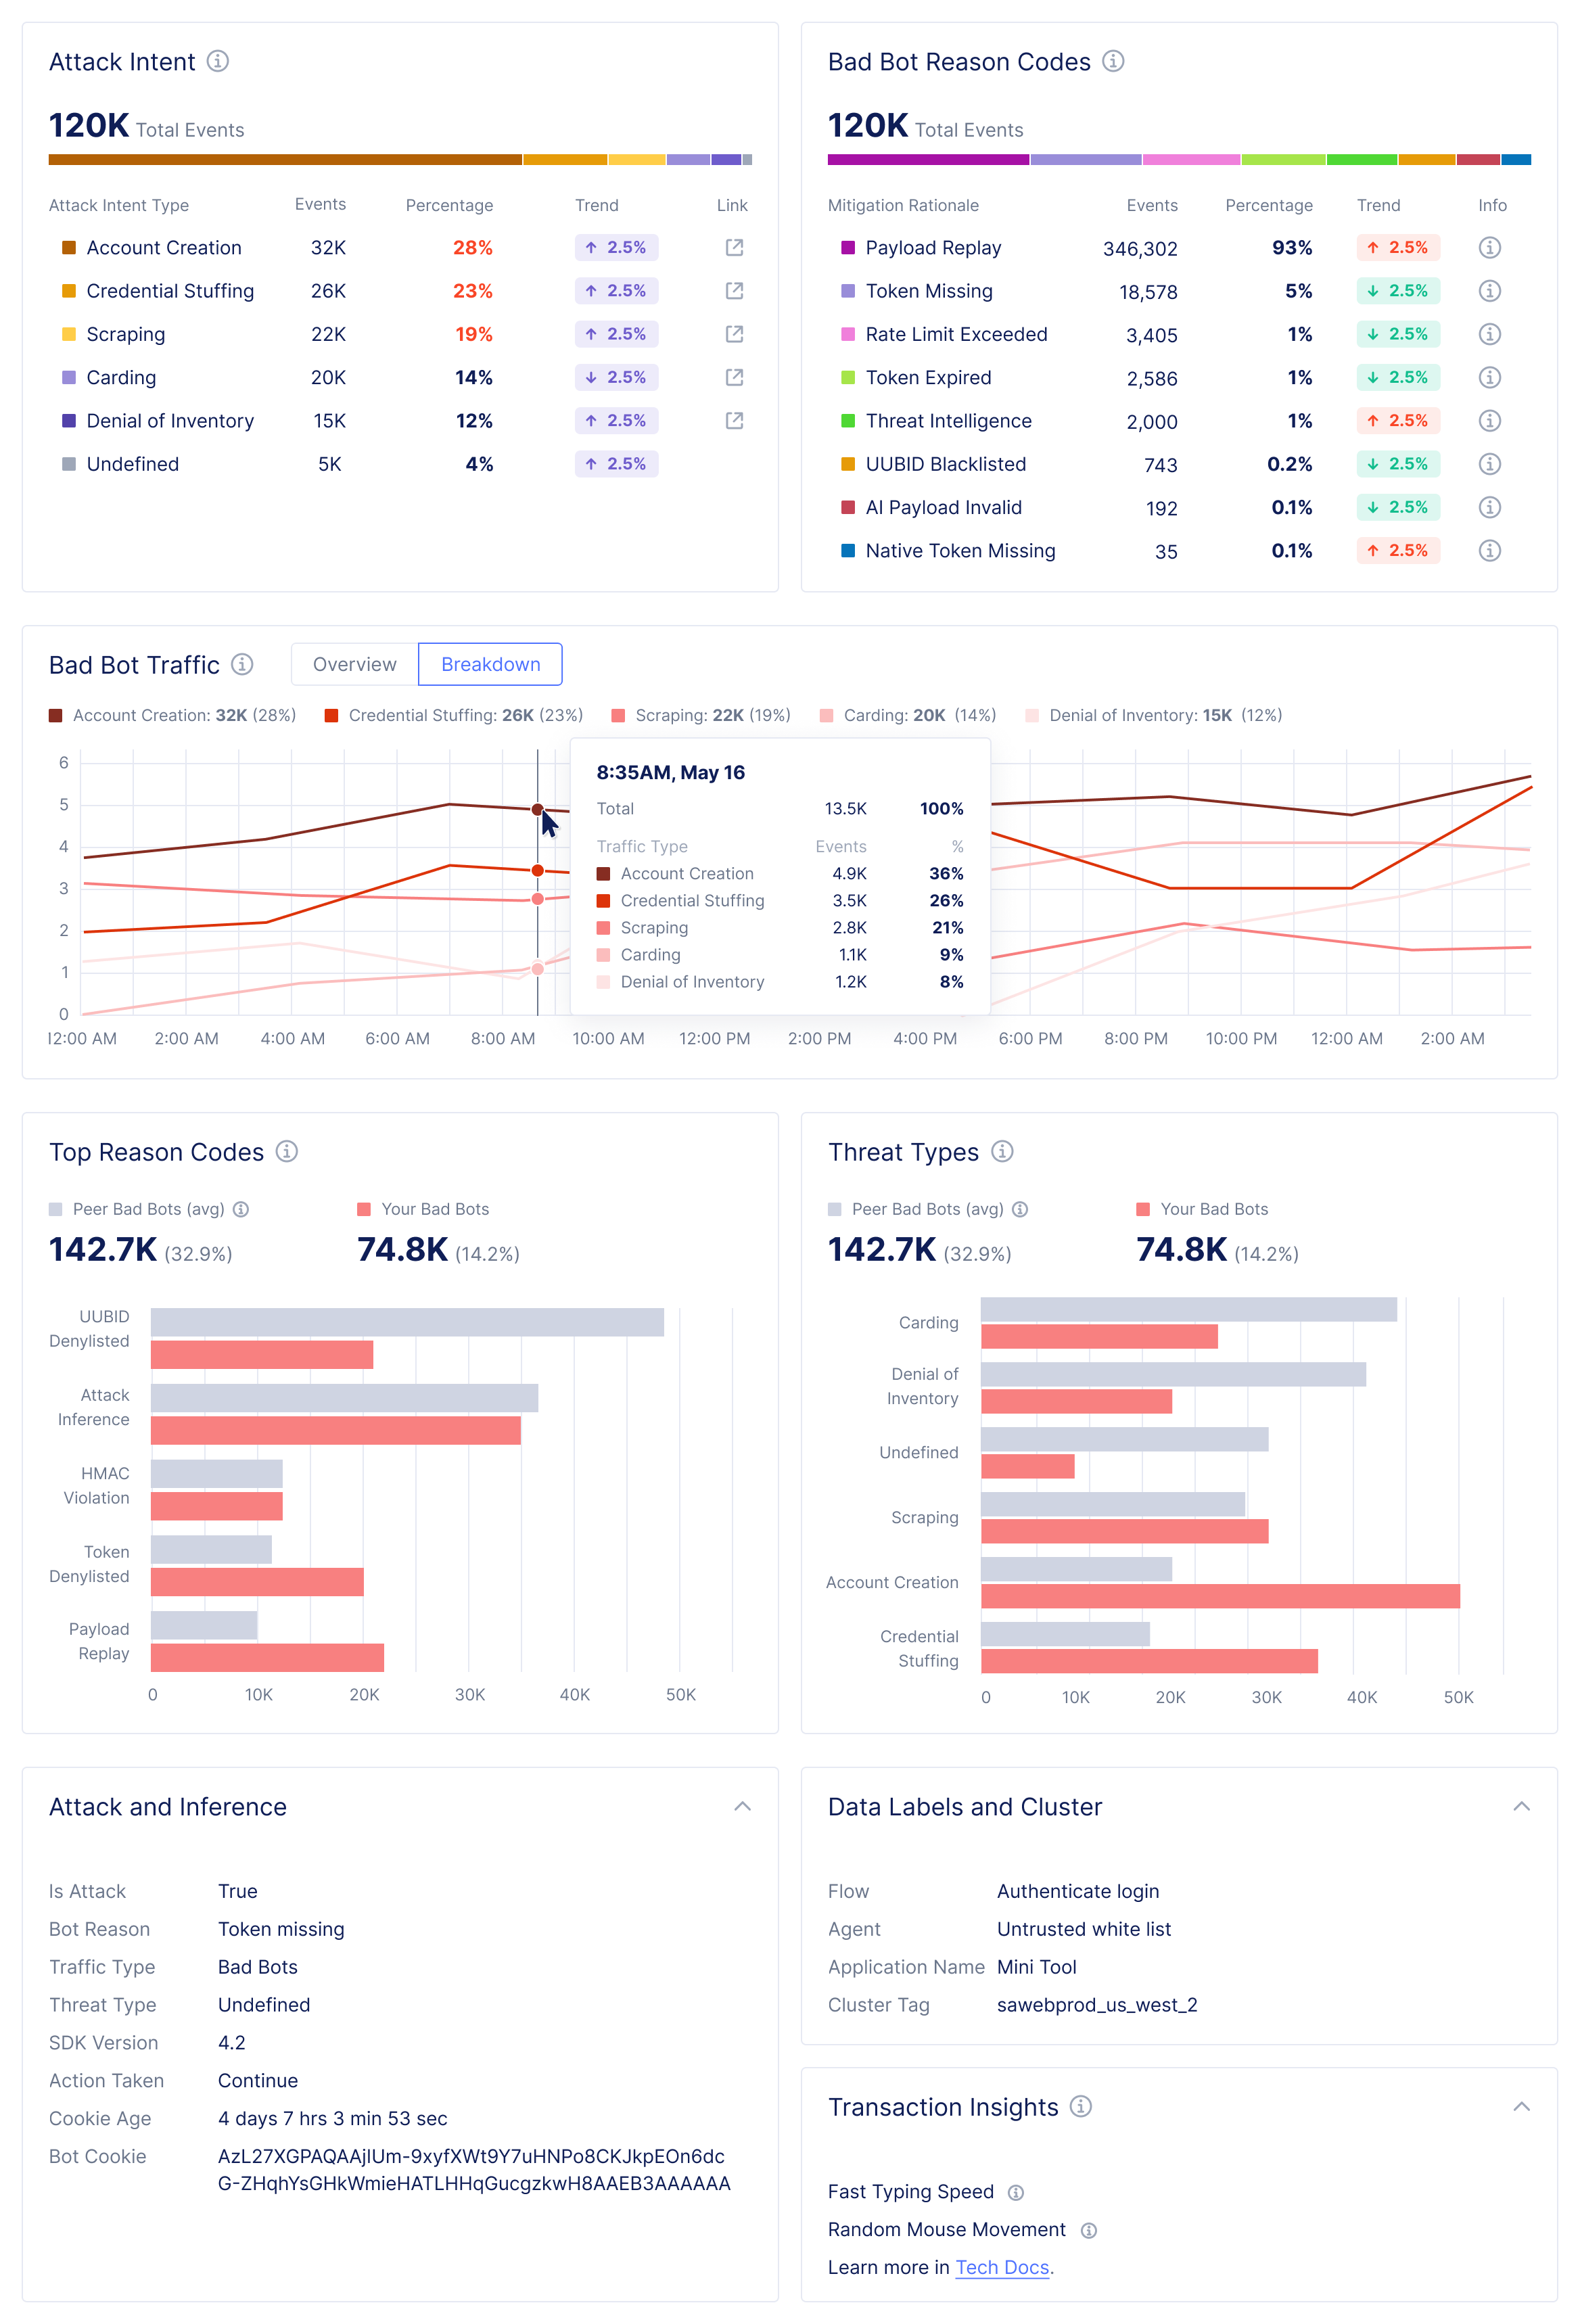 Attack Intent
120K Total Events
Attack Intent Type Events Percentage Trend Link
Account Creation 32K 28% ↑ 2.5%
Credential Stuffing 26K 23% ↑ 2.5%
Scraping 22K 19% ↑ 2.5%
Carding 20K 14% ↓ 2.5%
Denial of Inventory 15K 12% ↑ 2.5%
Undefined 5K 4% ↑ 2.5%
Bad Bot Reason Codes
120K Total Events
Mitigation Rationale Events Percentage Trend Info
Payload Replay 346,302 93% ↑ 2.5%
Token Missing 18,578 5% ↓ 2.5%
Rate Limit Exceeded 3,405 1% ↓ 2.5%
Token Expired 2,586 1% ↓ 2.5%
Threat Intelligence 2,000 1% ↑ 2.5%
UUBID Blacklisted 743 0.2% ↓ 2.5%
AI Payload Invalid 192 0.1% ↓ 2.5%
Native Token Missing 35 0.1% ↑ 2.5%
Bad Bot Traffic Overview Breakdown
Account Creation: 32K (28%) Credential Stuffing: 26K (23%) Scraping: 22K (19%) Carding: 20K (14%) Denial of Inventory: 15K (12%)
6
5
4
3
2
1
0
8:35AM, May 16
Total 13.5K 100%
Traffic Type Events %
Account Creation 4.9K 36%
Credential Stuffing 3.5K 26%
Scraping 2.8K 21%
Carding 1.1K 9%
Denial of Inventory 1.2K 8%
12:00 AM 2:00 AM 4:00 AM 6:00 AM 8:00 AM 10:00 AM 12:00 PM 2:00 PM 4:00 PM 6:00 PM 8:00 PM 10:00 PM 12:00 AM 2:00 AM
Top Reason Codes
Peer Bad Bots (avg) Your Bad Bots
142.7K (32.9%) 74.8K (14.2%)
UUBID
Denylisted
Attack
Inference
HMAC
Violation
Token
Denylisted
Payload
Replay
0 10K 20K 30K 40K 50K
Threat Types
Peer Bad Bots (avg) Your Bad Bots
142.7K (32.9%) 74.8K (14.2%)
Carding
Denial of
Inventory
Undefined
Scraping
Account Creation
Credential
Stuffing
0 10K 20K 30K 40K 50K
Attack and Inference
Is Attack True
Bot Reason Token missing
Traffic Type Bad Bots
Threat Type Undefined
SDK Version 4.2
Action Taken Continue
Cookie Age 4 days 7 hrs 3 min 53 sec
Bot Cookie AzL27XGPAQAAjIUm-9xyfXWt9Y7uHNPo8CKJkpEOn6dc
G-ZHqhYsGHkWmieHATLHHqGucgzkwH8AAEB3AAAAAA
Data Labels and Cluster
Flow Authenticate login
Agent Untrusted white list
Application Name Mini Tool
Cluster Tag sawebprod_us_west_2
Transaction Insights
Fast Typing Speed
Random Mouse Movement
Learn more in Tech Docs.